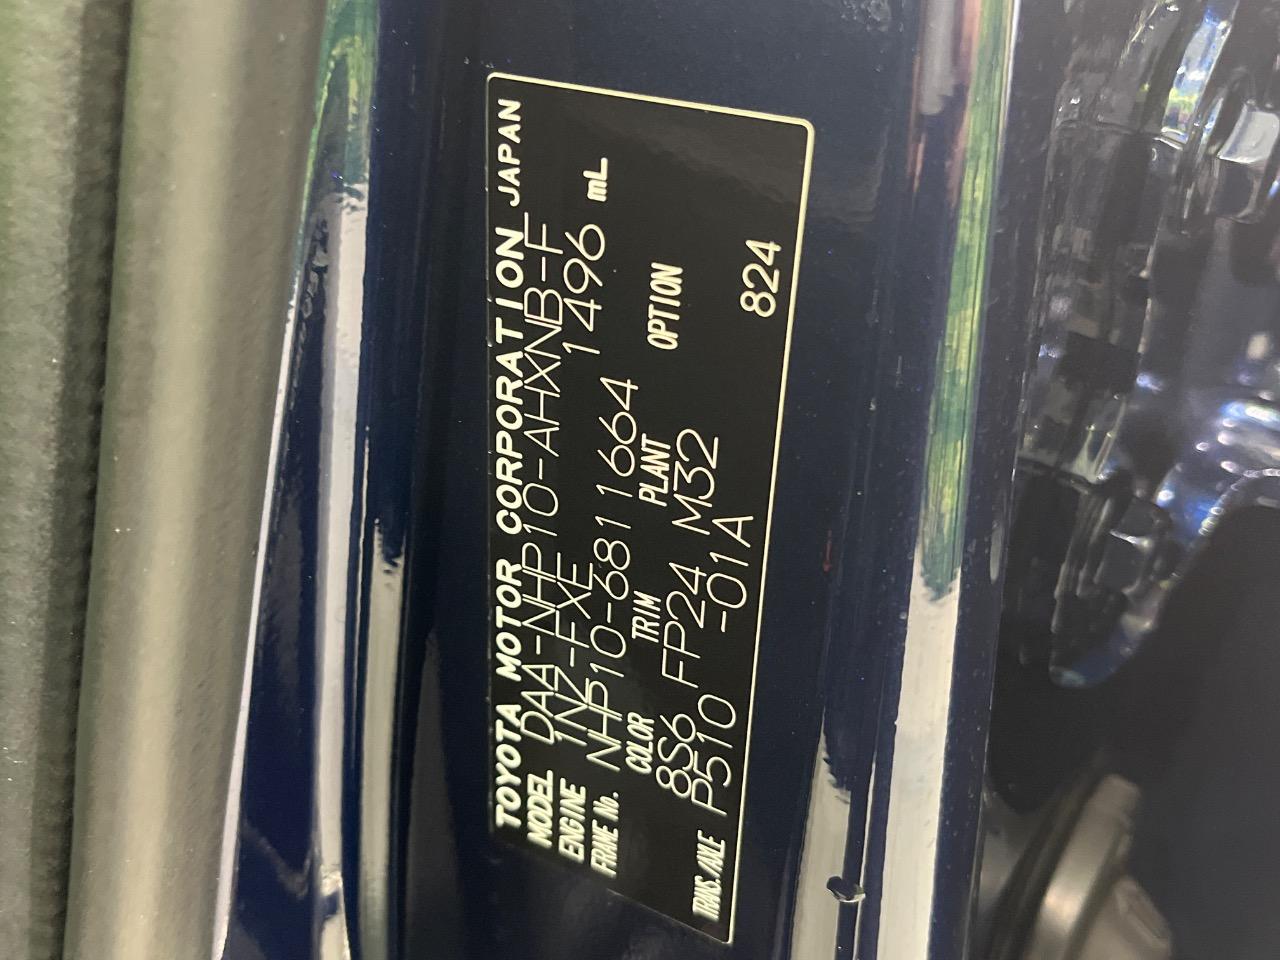 TOYOTA MOTOR CORPORATION JAPAN
MODEL DAA-NHP10-AHXNB-F
ENGINE 1NZ-FXE 1496 mL
FRAME No. NHP10-6811664
COLOR TRIM PLANT OPTION
8S6 FP24 M32
TRANS./AXLE P510 -01A 824